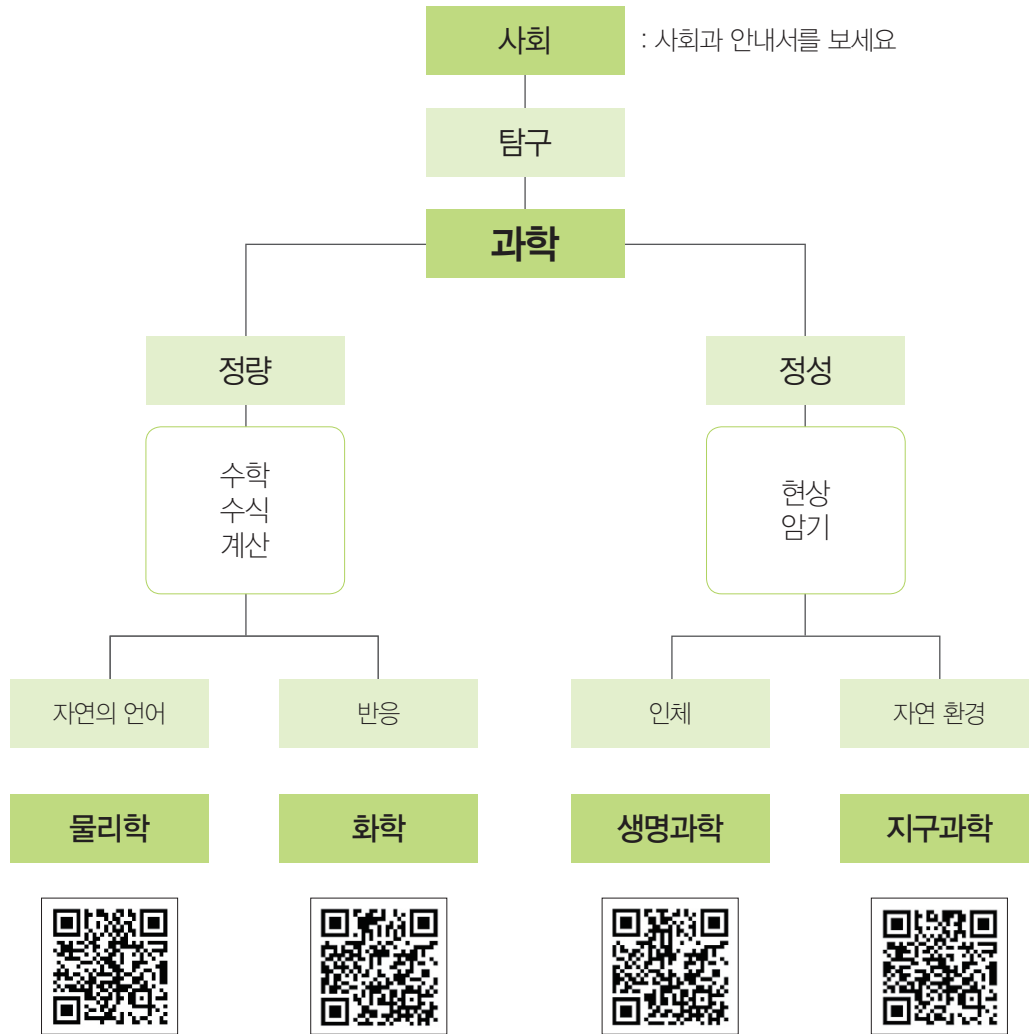 사회
: 사회과 안내서를 보세요
탐구
과학
정량
정성
수학
수식
계산
현상
암기
자연의 언어
반응
인체
자연 환경
물리학
화학
생명과학
지구과학